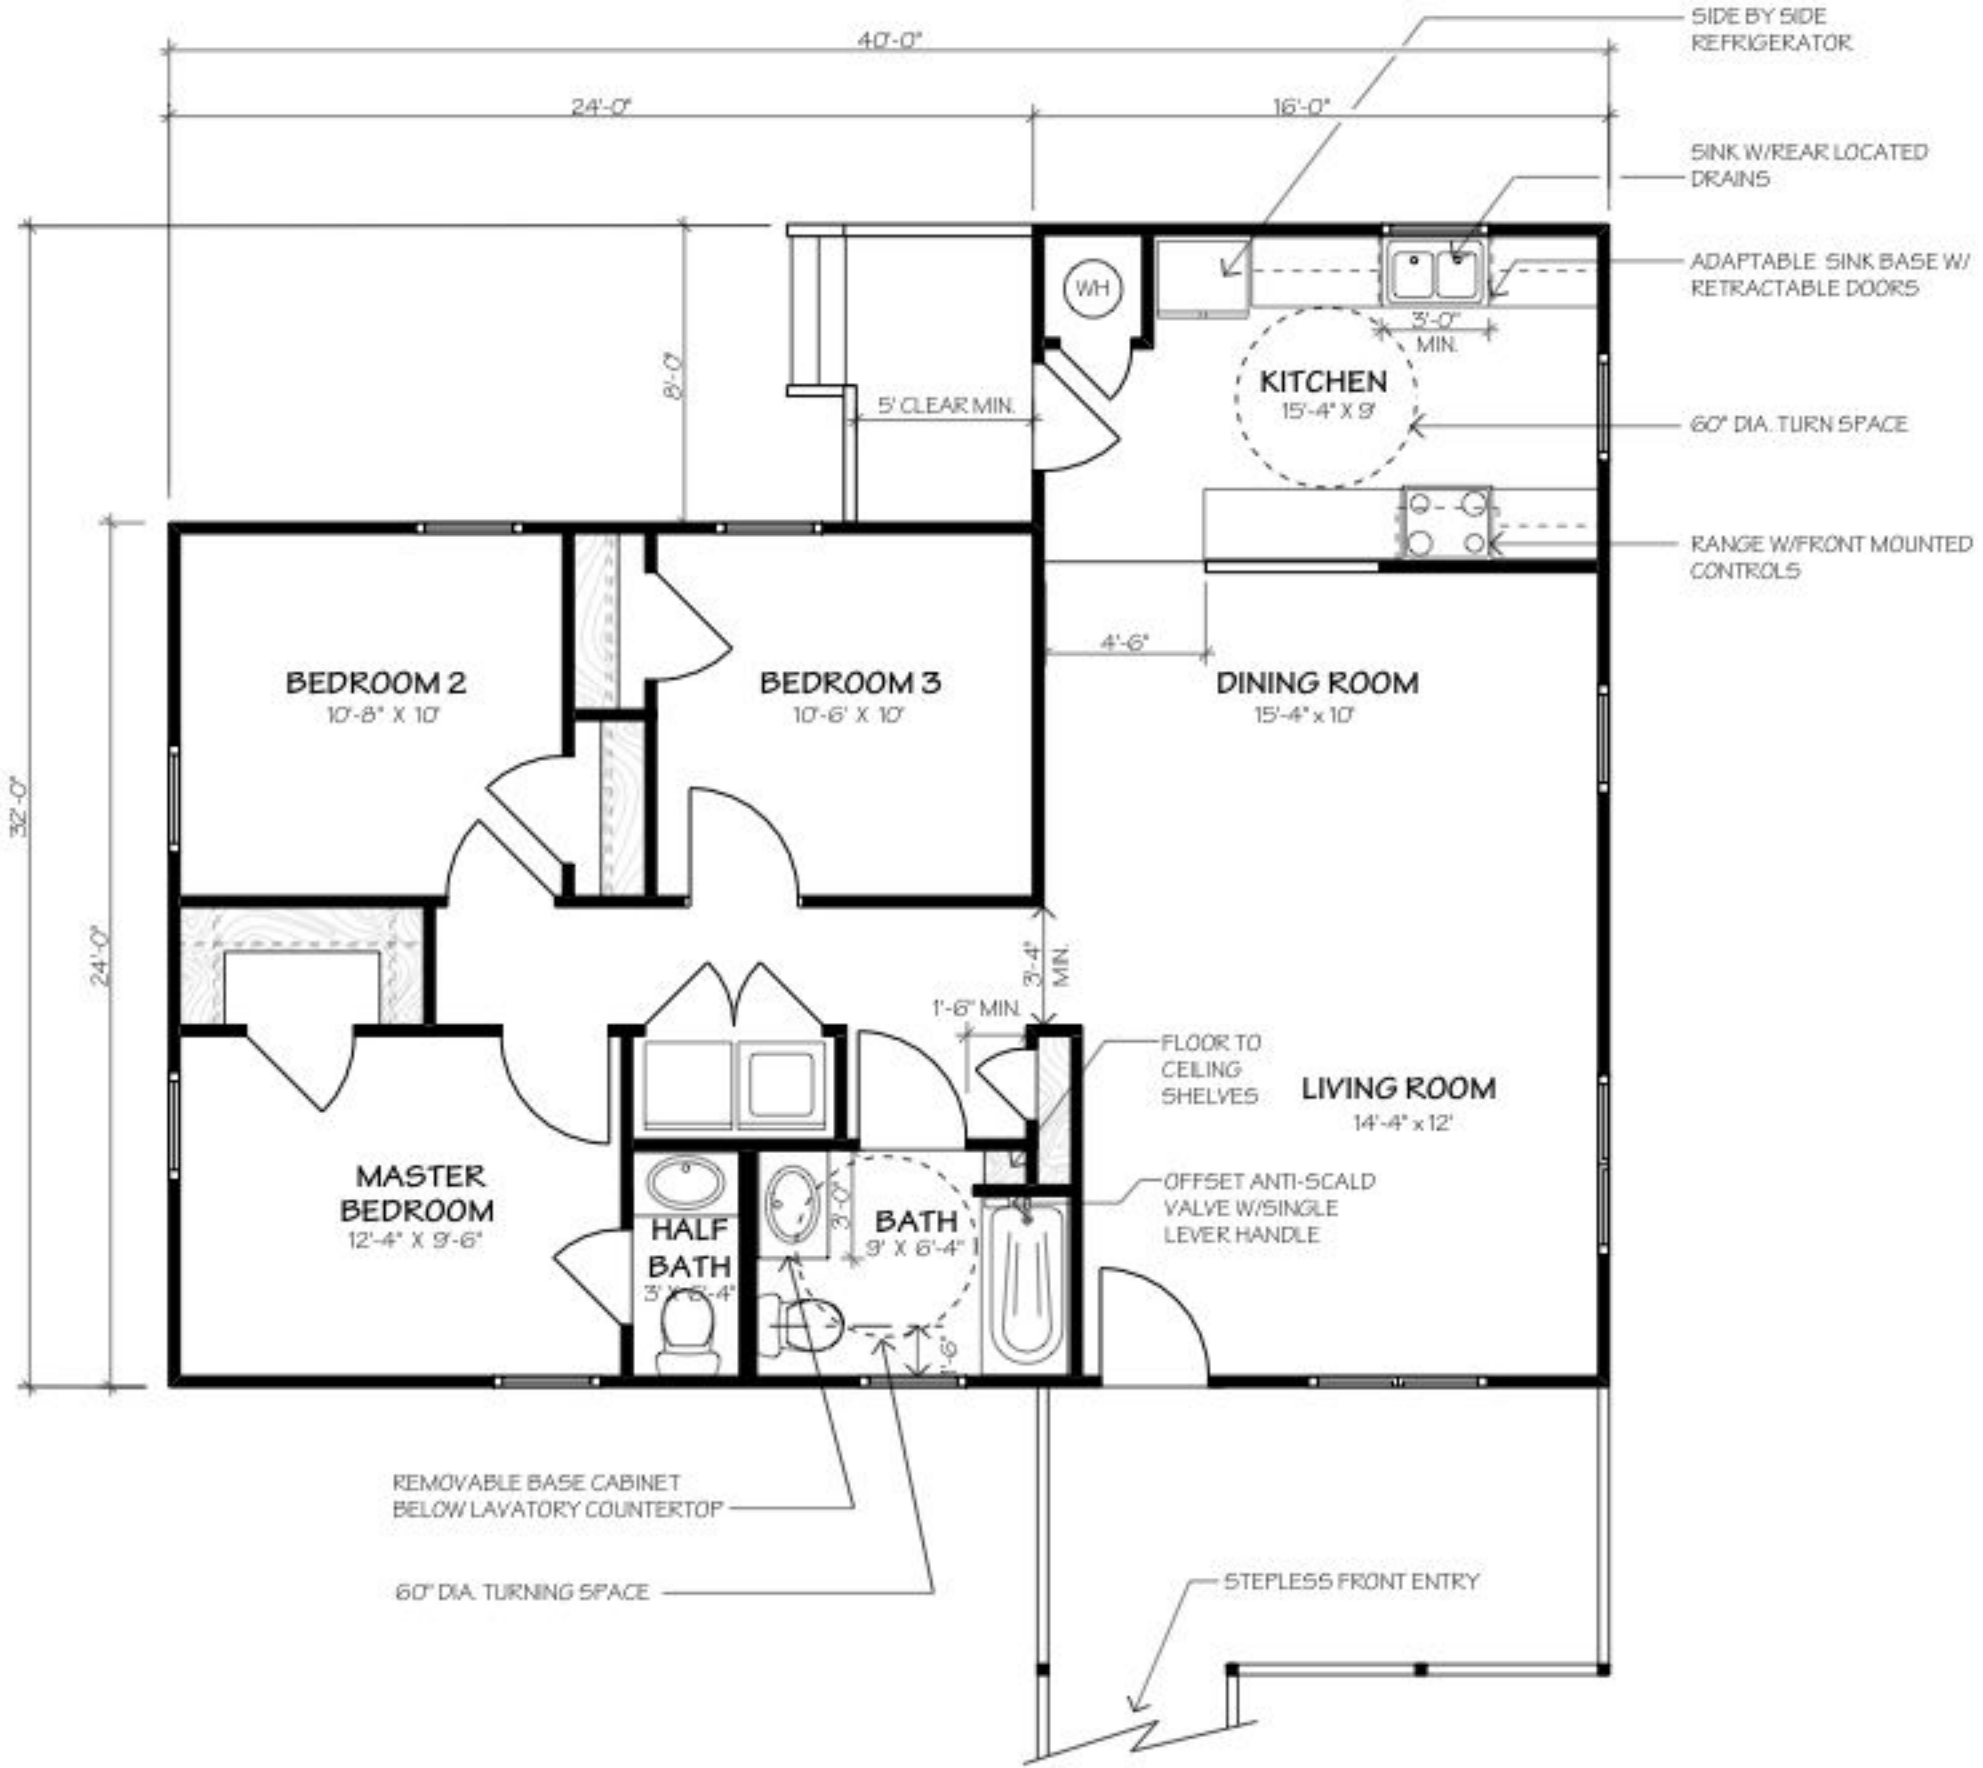 SIDE BY SIDE
REFRIGERATOR
40'-0"
24'-0"
16'-0"
SINK W/REAR LOCATED
DRAINS
ADAPTABLE SINK BASE W/
RETRACTABLE DOORS
WH
3'-0"
MIN.
8'-0"
KITCHEN
15'-4" X 9'
5' CLEAR MIN.
60" DIA. TURN SPACE
RANGE W/FRONT MOUNTED
CONTROLS
4'-6"
BEDROOM 2
10'-8" X 10'
BEDROOM 3
10'-6' X 10'
DINING ROOM
15'-4" x 10'
32'-0"
24'-0"
3'-4"
MIN.
1'-6" MIN.
FLOOR TO
CEILING
SHELVES
LIVING ROOM
14'-4" x 12'
MASTER
BEDROOM
12'-4" X 9'-6"
HALF
BATH
3' X 6'-4"
3'-0"
BATH
9' X 6'-4"
1'-6"
OFFSET ANTI-SCALD
VALVE W/SINGLE
LEVER HANDLE
REMOVABLE BASE CABINET
BELOW LAVATORY COUNTERTOP
60" DIA. TURNING SPACE
STEPLESS FRONT ENTRY